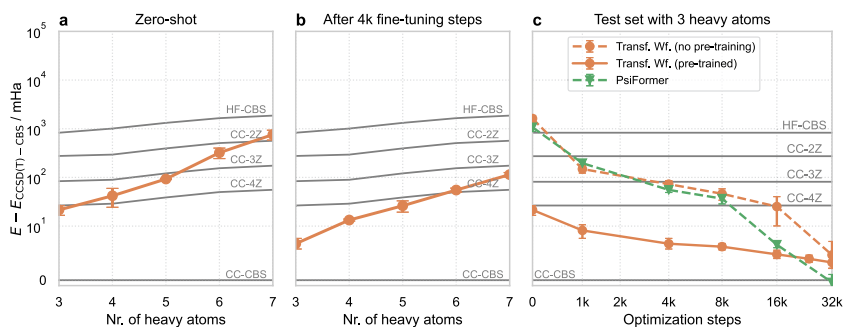 a Zero-shot
b After 4k fine-tuning steps
c Test set with 3 heavy atoms
E − E_CCSD(T)−CBS / mHa
10^5
10^4
10^3
10^2
10^1
0
HF-CBS
CC-2Z
CC-3Z
CC-4Z
CC-CBS
3 4 5 6 7
Nr. of heavy atoms
HF-CBS
CC-2Z
CC-3Z
CC-4Z
CC-CBS
3 4 5 6 7
Nr. of heavy atoms
Transf. Wf. (no pre-training)
Transf. Wf. (pre-trained)
PsiFormer
HF-CBS
CC-2Z
CC-3Z
CC-4Z
CC-CBS
0 1k 2k 4k 8k 16k 32k
Optimization steps